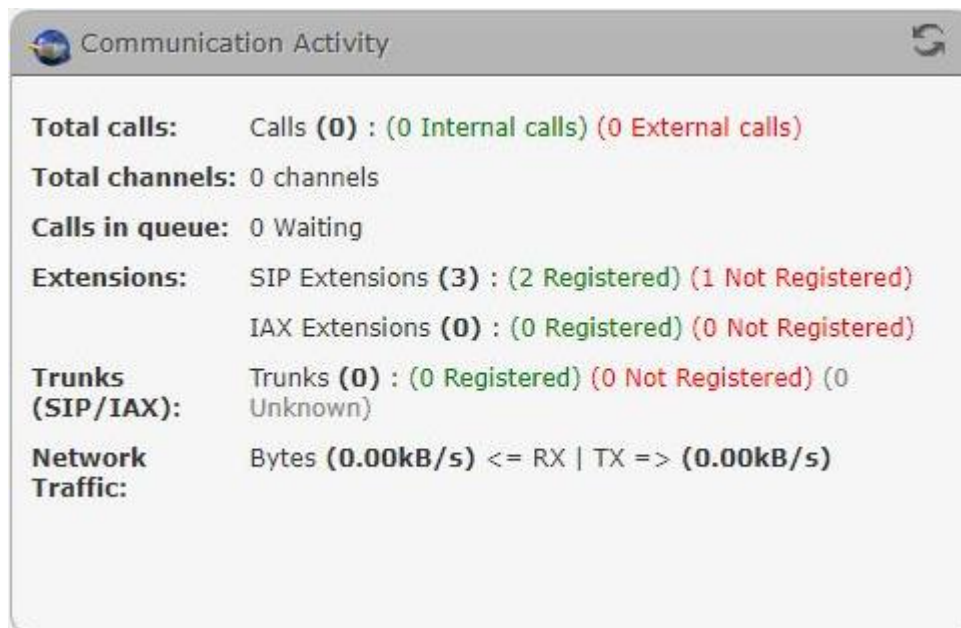 Communication Activity
Total calls: Calls (0) : (0 Internal calls) (0 External calls)
Total channels: 0 channels
Calls in queue: 0 Waiting
Extensions: SIP Extensions (3) : (2 Registered) (1 Not Registered)
IAX Extensions (0) : (0 Registered) (0 Not Registered)
Trunks (SIP/IAX): Trunks (0) : (0 Registered) (0 Not Registered) (0 Unknown)
Network Traffic: Bytes (0.00kB/s) <= RX | TX => (0.00kB/s)